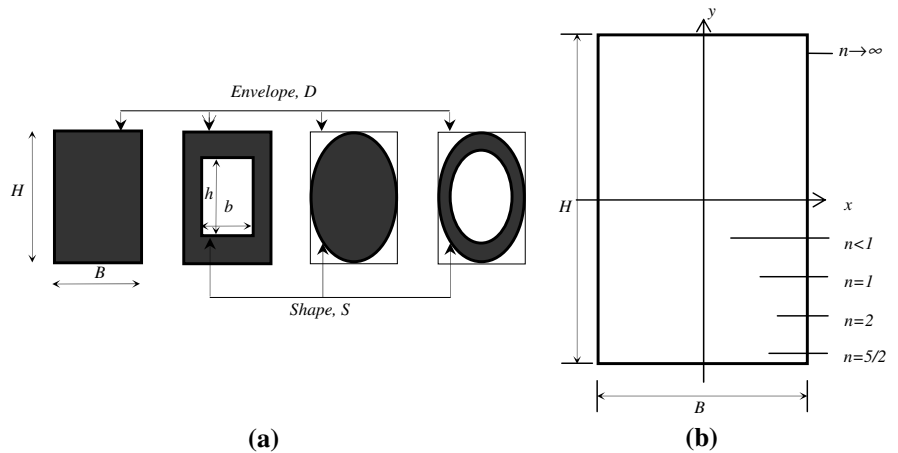 Envelope, D
H
h
b
B
Shape, S
(a)
y
n→∞
H
x
n<1
n=1
n=2
n=5/2
B
(b)